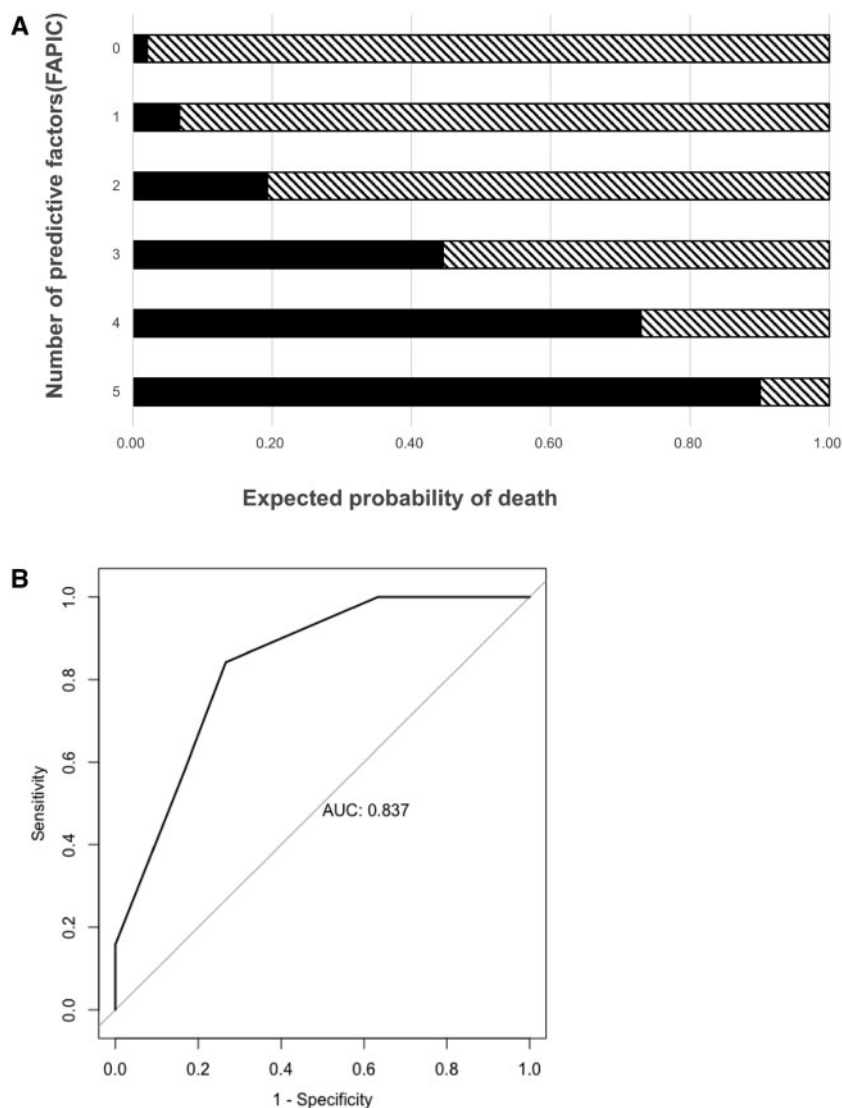 A
Number of predictive factors(FAPIC)
0
1
2
3
4
5
0.00 0.20 0.40 0.60 0.80 1.00
Expected probability of death
B
Sensitivity
1.0
0.8
0.6
0.4
0.2
0.0
AUC: 0.837
0.0 0.2 0.4 0.6 0.8 1.0
1 - Specificity